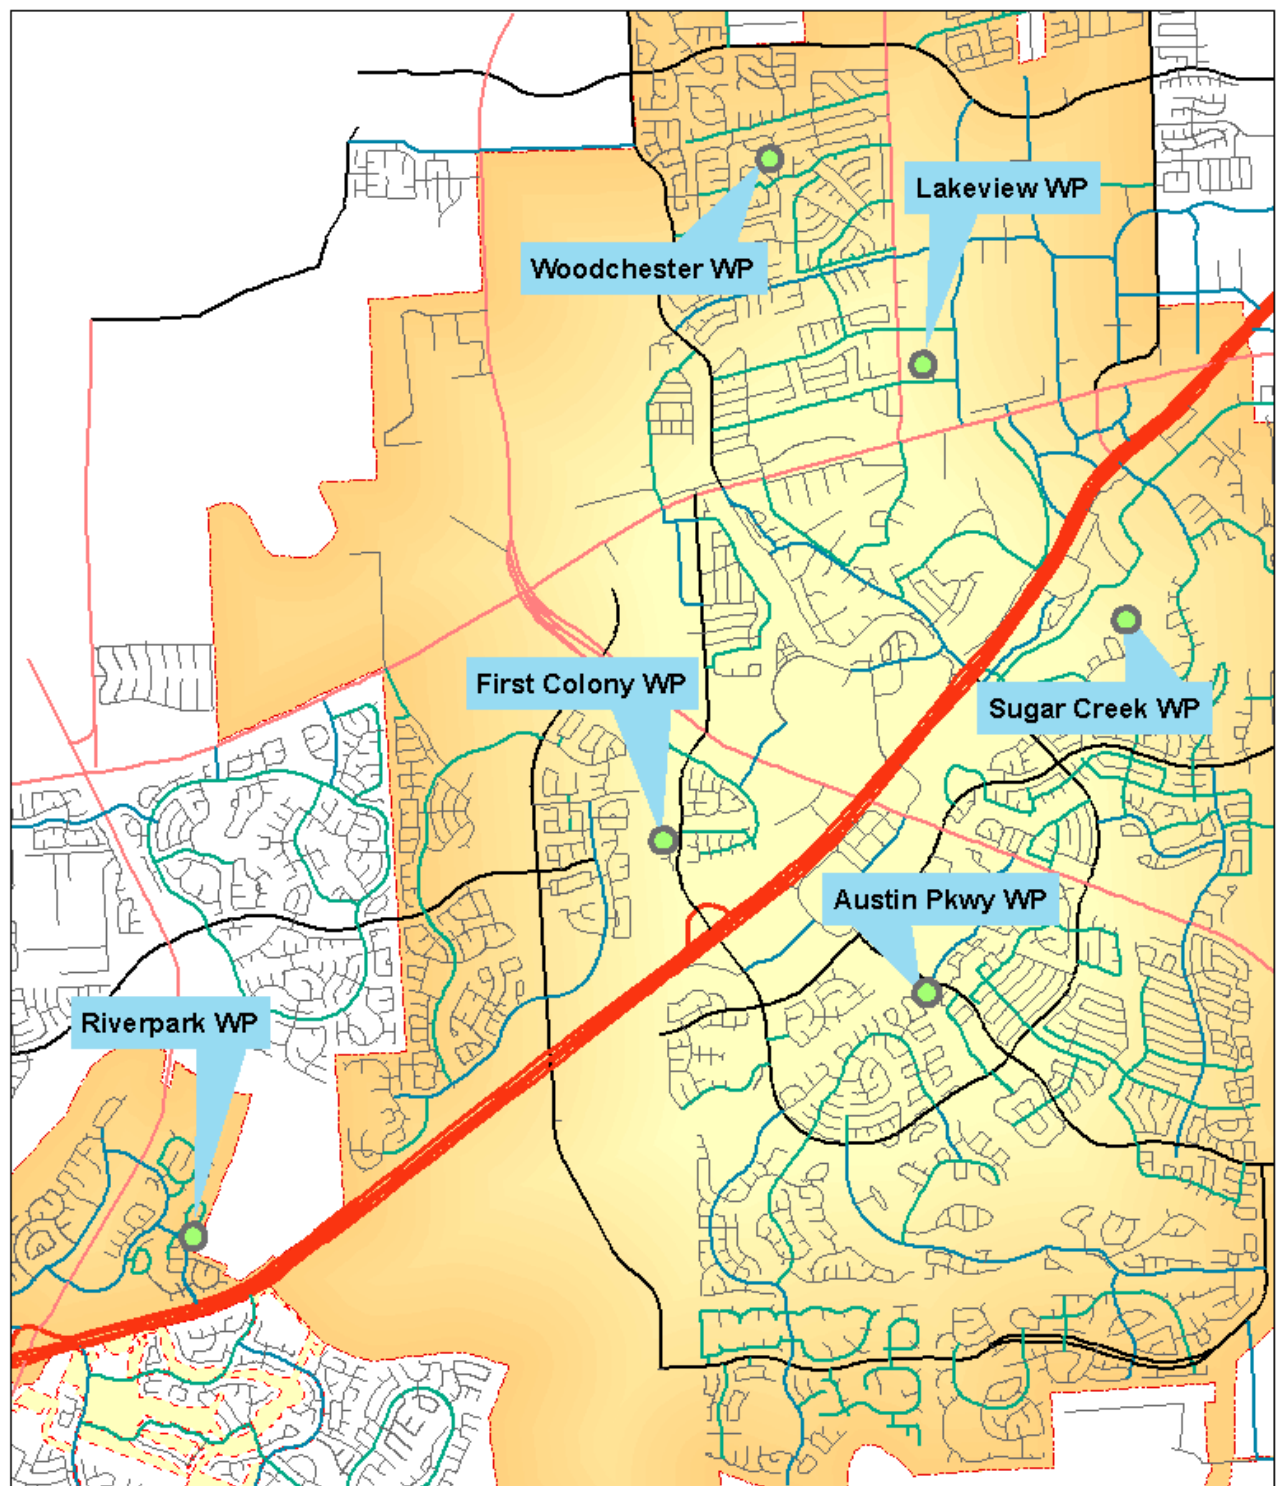 Lakeview WP
Woodchester WP
First Colony WP
Sugar Creek WP
Austin Pkwy WP
Riverpark WP